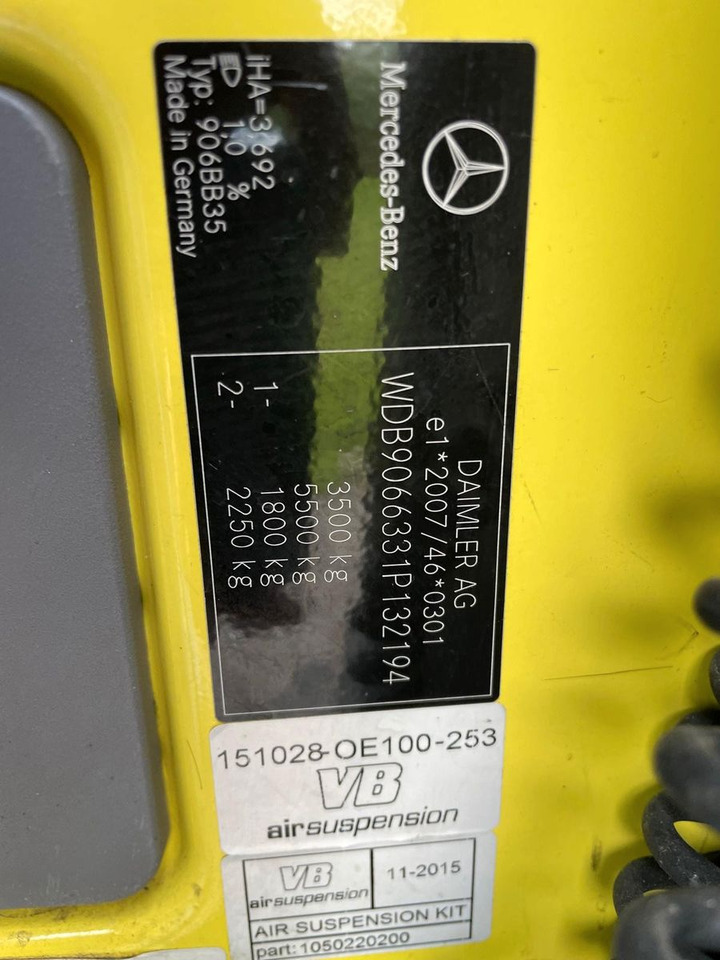 Mercedes-Benz
iHA=3,692
1,0 %
Typ: 906BB35
Made in Germany
DAIMLER AG
e1*2007/46*0301
WDB9066331P132194
3500 kg
5500 kg
1- 1800 kg
2- 2250 kg
151028-OE100-253
VB
airsuspension
VB
airsuspension
11-2015
AIR SUSPENSION KIT
part: 1050220200